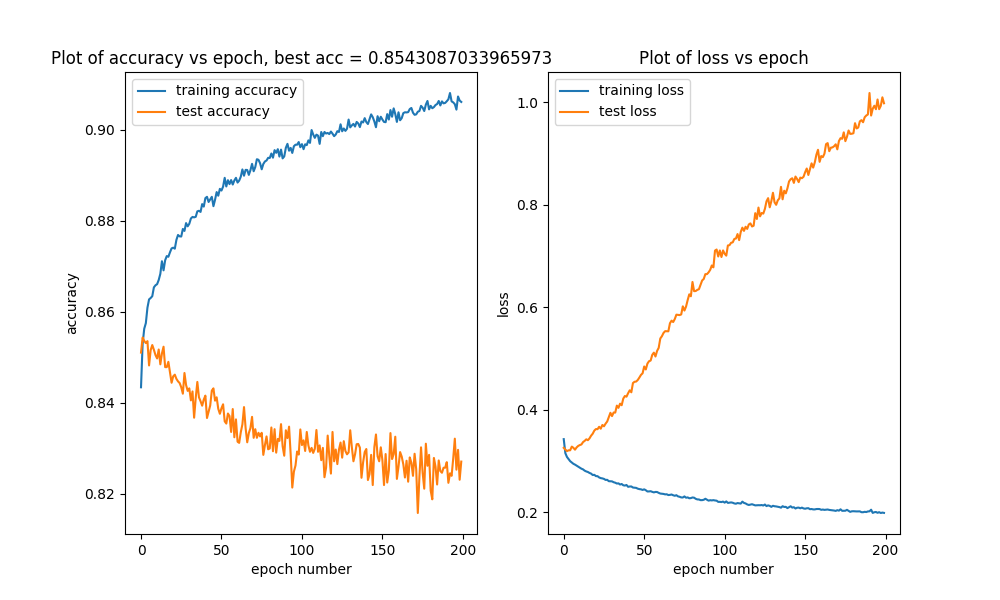 Plot of accuracy vs epoch, best acc = 0.8543087033965973
training accuracy
test accuracy
0.90
0.88
0.86
0.84
0.82
accuracy
0 50 100 150 200
epoch number
Plot of loss vs epoch
training loss
test loss
1.0
0.8
0.6
0.4
0.2
loss
0 50 100 150 200
epoch number